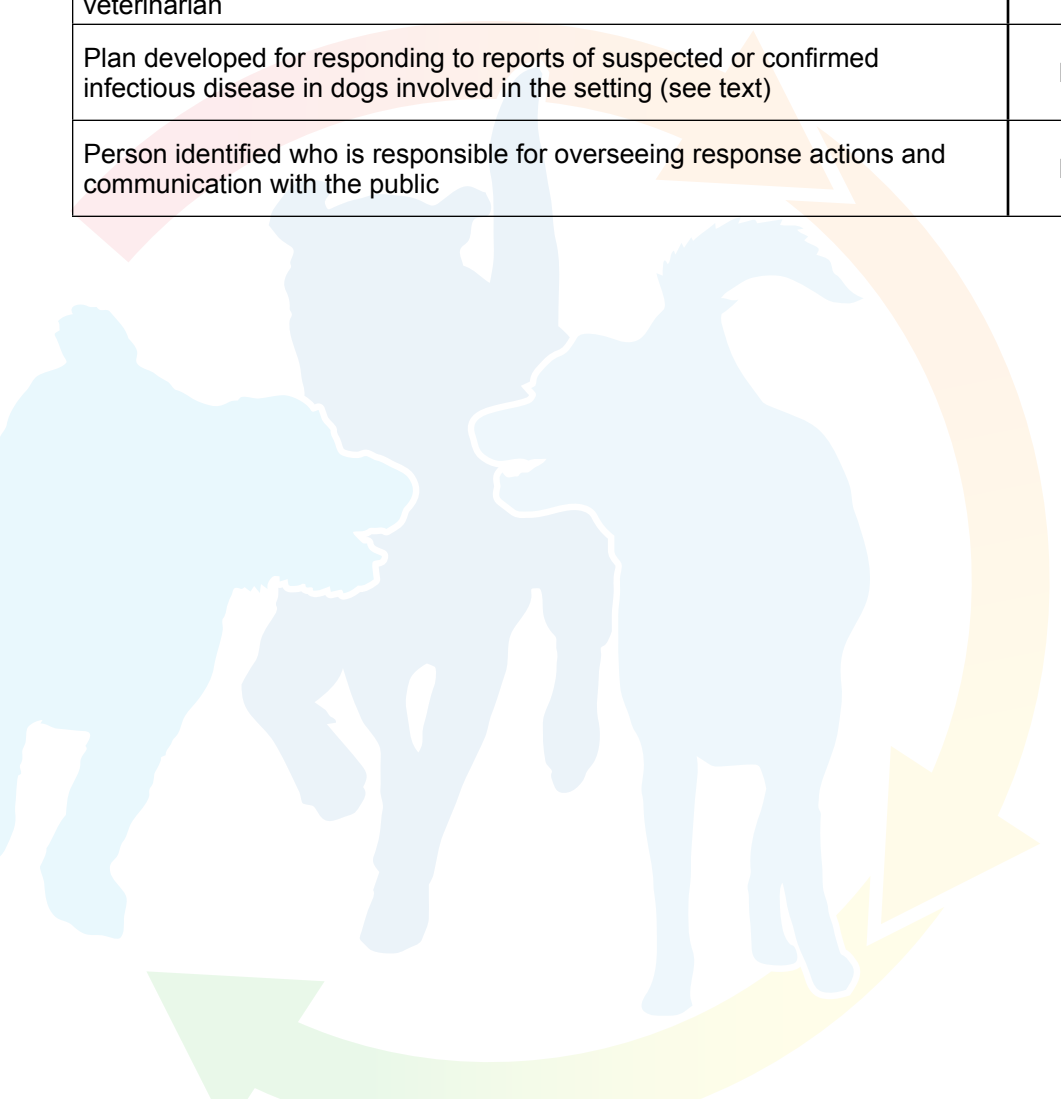 veterinarian
Plan developed for responding to reports of suspected or confirmed
infectious disease in dogs involved in the setting (see text)
Person identified who is responsible for overseeing response actions and
communication with the public